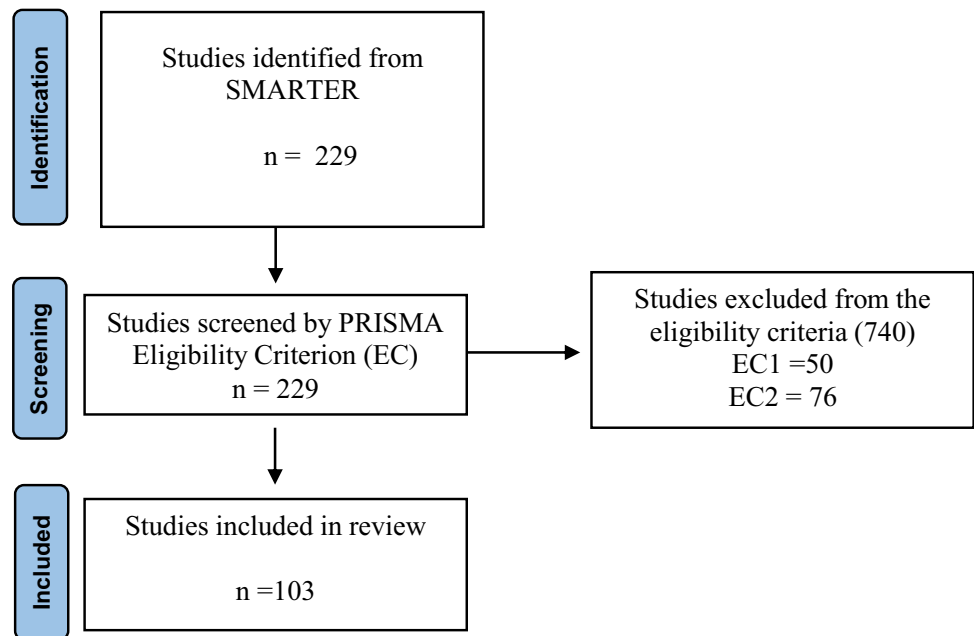 Identification
Studies identified from
SMARTER
n = 229
Screening
Studies screened by PRISMA
Eligibility Criterion (EC)
n = 229
Studies excluded from the
eligibility criteria (740)
EC1 =50
EC2 = 76
Included
Studies included in review
n =103